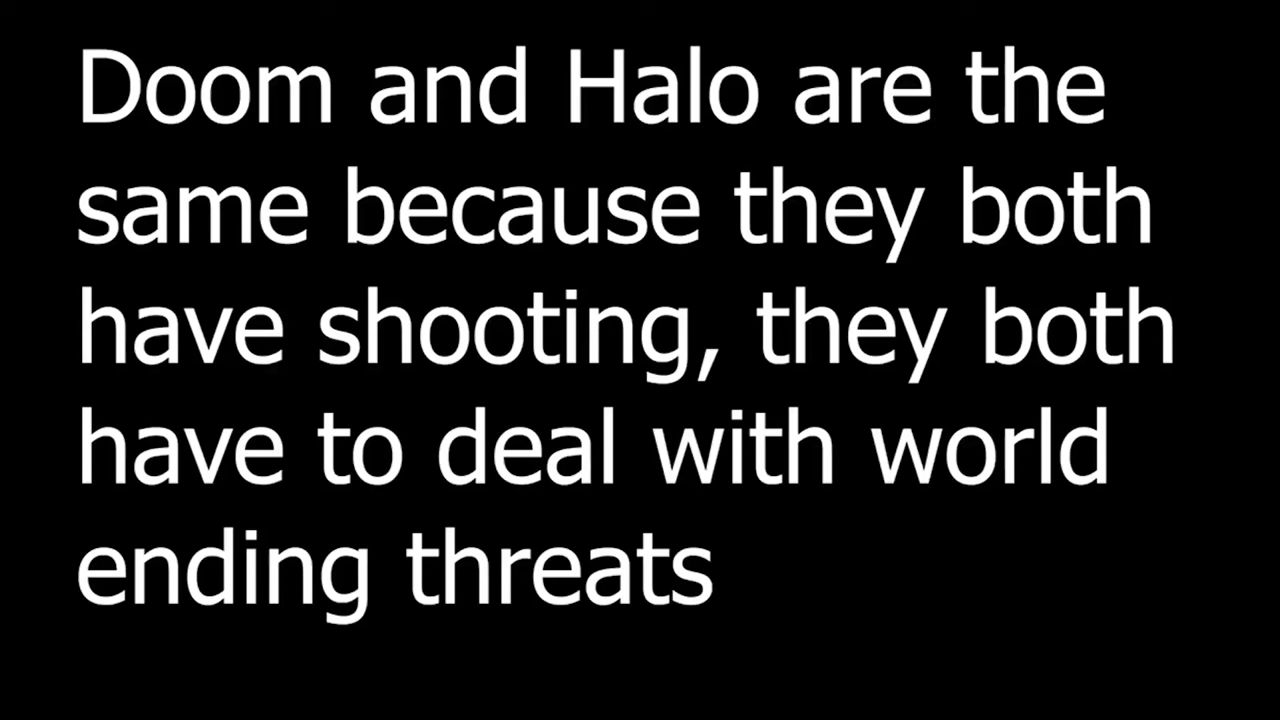 Doom and Halo are the
same because they both
have shooting, they both
have to deal with world
ending threats